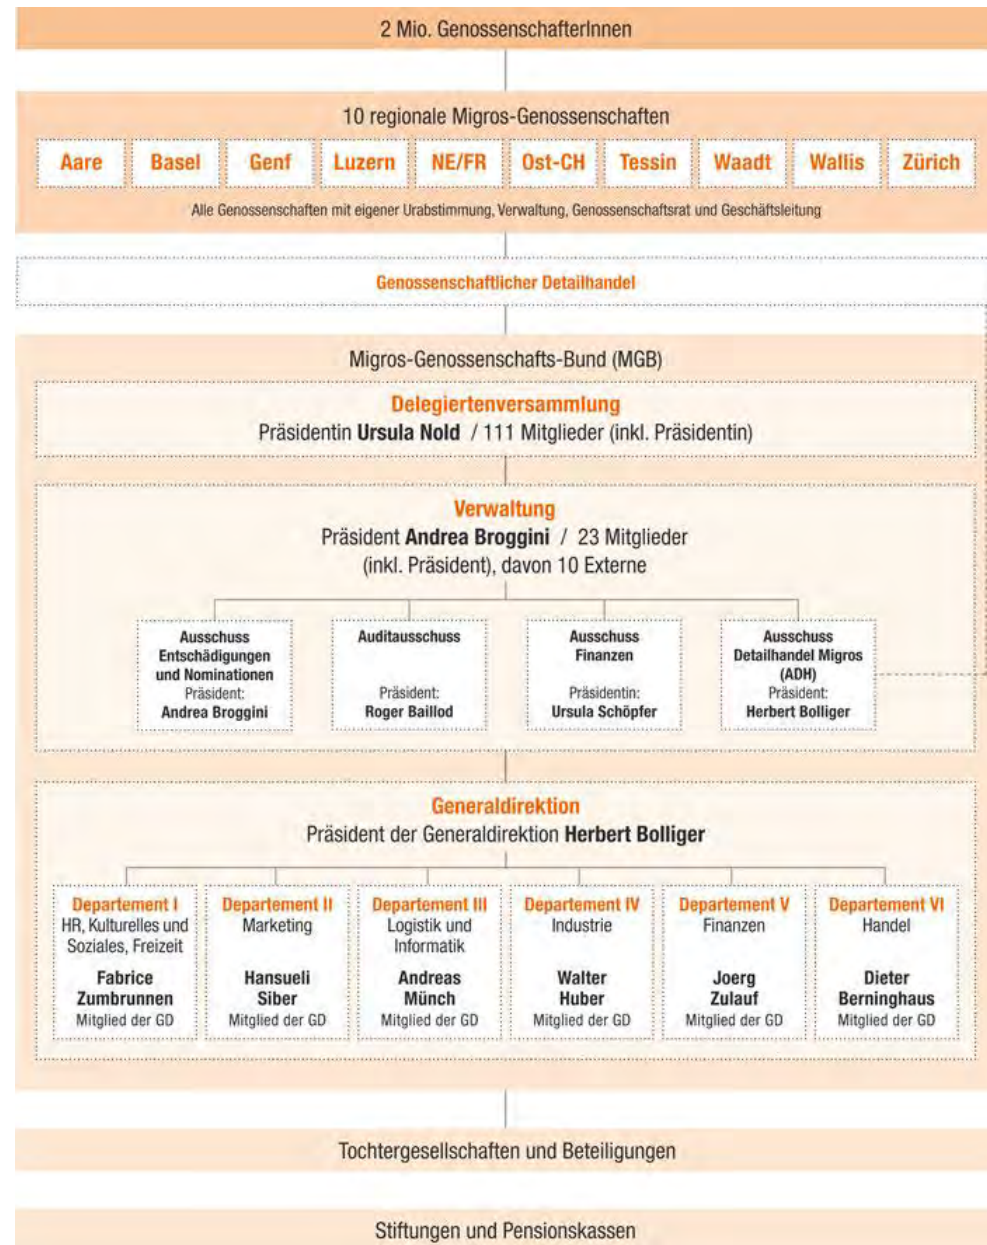 2 Mio. GenossenschafterInnen
10 regionale Migros-Genossenschaften
Aare Basel Genf Luzern NE/FR Ost-CH Tessin Waadt Wallis Zürich
Alle Genossenschaften mit eigener Urabstimmung, Verwaltung, Genossenschaftsrat und Geschäftsleitung
Genossenschaftlicher Detailhandel
Migros-Genossenschafts-Bund (MGB)
Delegiertenversammlung
Präsidentin Ursula Nold / 111 Mitglieder (inkl. Präsidentin)
Verwaltung
Präsident Andrea Broggini / 23 Mitglieder
(inkl. Präsident), davon 10 Externe
Ausschuss
Entschädigungen
und Nominationen
Präsident:
Andrea Broggini
Auditausschuss
Präsident:
Roger Baillod
Ausschuss
Finanzen
Präsidentin:
Ursula Schöpfer
Ausschuss
Detailhandel Migros
(ADH)
Präsident:
Herbert Bolliger
Generaldirektion
Präsident der Generaldirektion Herbert Bolliger
Departement I
HR, Kulturelles und
Soziales, Freizeit
Fabrice
Zumbrunnen
Mitglied der GD
Departement II
Marketing
Hansueli
Siber
Mitglied der GD
Departement III
Logistik und
Informatik
Andreas
Münch
Mitglied der GD
Departement IV
Industrie
Walter
Huber
Mitglied der GD
Departement V
Finanzen
Joerg
Zulauf
Mitglied der GD
Departement VI
Handel
Dieter
Berninghaus
Mitglied der GD
Tochtergesellschaften und Beteiligungen
Stiftungen und Pensionskassen